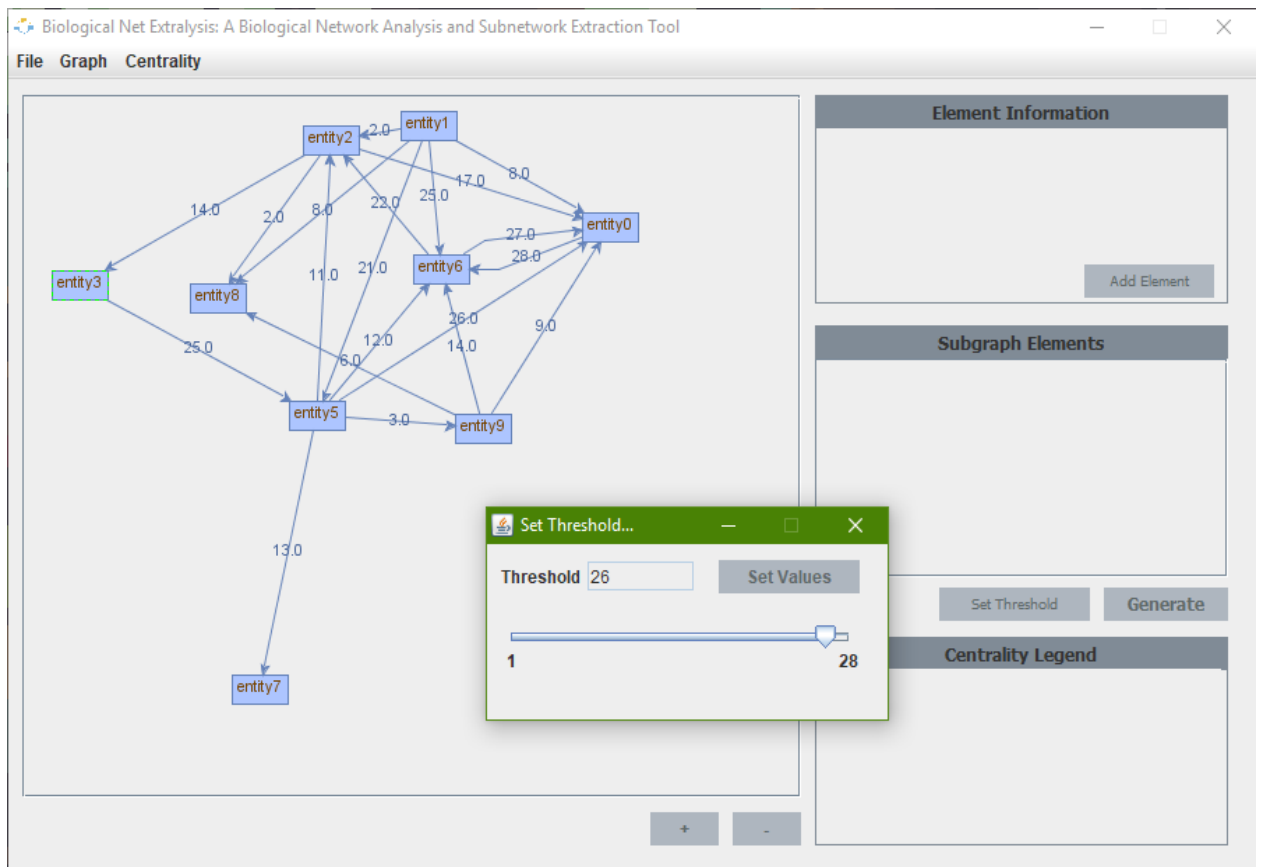 Biological Net Extralysis: A Biological Network Analysis and Subnetwork Extraction Tool
File Graph Centrality
entity1
entity2
2.0
8.0
17.0
14.0
2.0
8.0
22.0
25.0
entity0
27.0
28.0
entity3
entity8
11.0
21.0
entity6
25.0
6.0
12.0
26.0
14.0
9.0
entity5
3.0
entity9
13.0
entity7
Element Information
Add Element
Subgraph Elements
Set Threshold...
Threshold 26
Set Values
1
28
Set Threshold
Generate
Centrality Legend
+
-